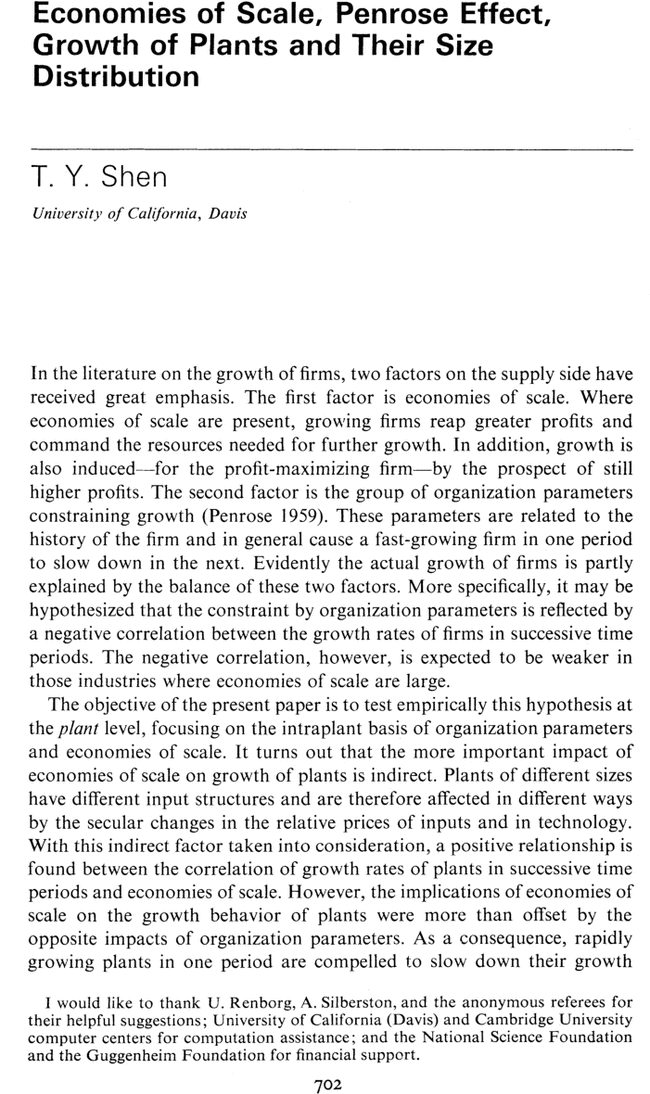 Economies of Scale, Penrose Effect,
Growth of Plants and Their Size
Distribution
T. Y. Shen
University of California, Davis
In the literature on the growth of firms, two factors on the supply side have
received great emphasis. The first factor is economies of scale. Where
economies of scale are present, growing firms reap greater profits and
command the resources needed for further growth. In addition, growth is
also induced—for the profit-maximizing firm—by the prospect of still
higher profits. The second factor is the group of organization parameters
constraining growth (Penrose 1959). These parameters are related to the
history of the firm and in general cause a fast-growing firm in one period
to slow down in the next. Evidently the actual growth of firms is partly
explained by the balance of these two factors. More specifically, it may be
hypothesized that the constraint by organization parameters is reflected by
a negative correlation between the growth rates of firms in successive time
periods. The negative correlation, however, is expected to be weaker in
those industries where economies of scale are large.
The objective of the present paper is to test empirically this hypothesis at
the plant level, focusing on the intraplant basis of organization parameters
and economies of scale. It turns out that the more important impact of
economies of scale on growth of plants is indirect. Plants of different sizes
have different input structures and are therefore affected in different ways
by the secular changes in the relative prices of inputs and in technology.
With this indirect factor taken into consideration, a positive relationship is
found between the correlation of growth rates of plants in successive time
periods and economies of scale. However, the implications of economies of
scale on the growth behavior of plants were more than offset by the
opposite impacts of organization parameters. As a consequence, rapidly
growing plants in one period are compelled to slow down their growth
I would like to thank U. Renborg, A. Silberston, and the anonymous referees for
their helpful suggestions; University of California (Davis) and Cambridge University
computer centers for computation assistance; and the National Science Foundation
and the Guggenheim Foundation for financial support.
702